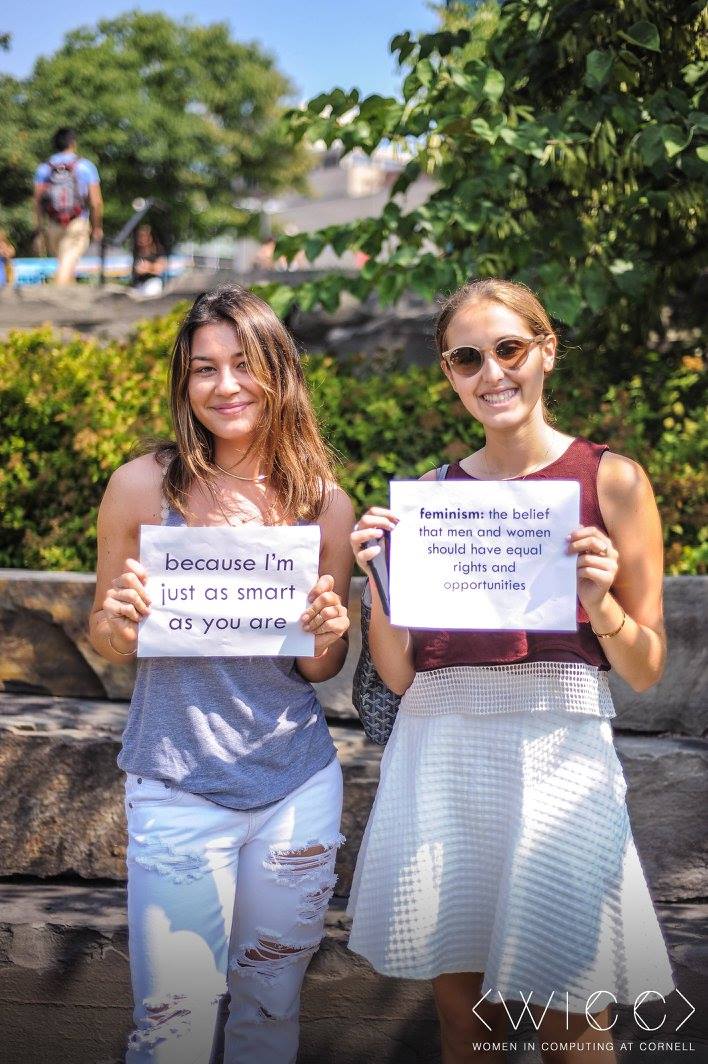 because I'm
just as smart
as you are
feminism: the belief
that men and women
should have equal
rights and
opportunities
<WICC>
WOMEN IN COMPUTING AT CORNELL